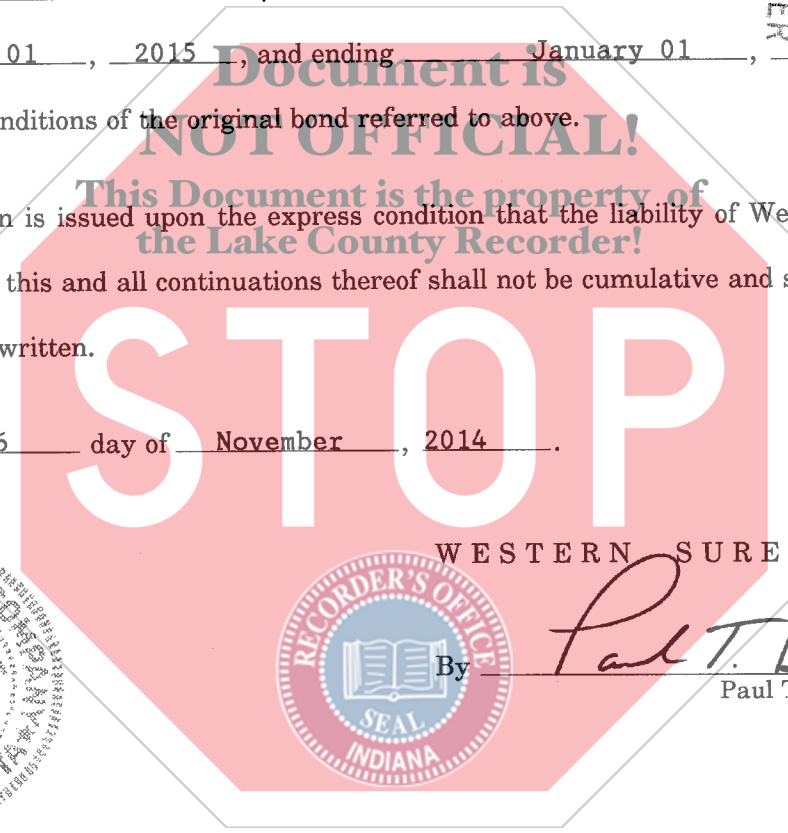 01 , 2015 , and ending January 01 ,
Document is
nditions of the original bond referred to above.
NOT OFFICIAL!
This Document is the property of
n is issued upon the express condition that the liability of We
the Lake County Recorder!
this and all continuations thereof shall not be cumulative and s
written.
STOP
6 day of November , 2014 .
WESTERN SURE
RECORDER'S OFFICE
SEAL
INDIANA
By Paul T.
Paul T